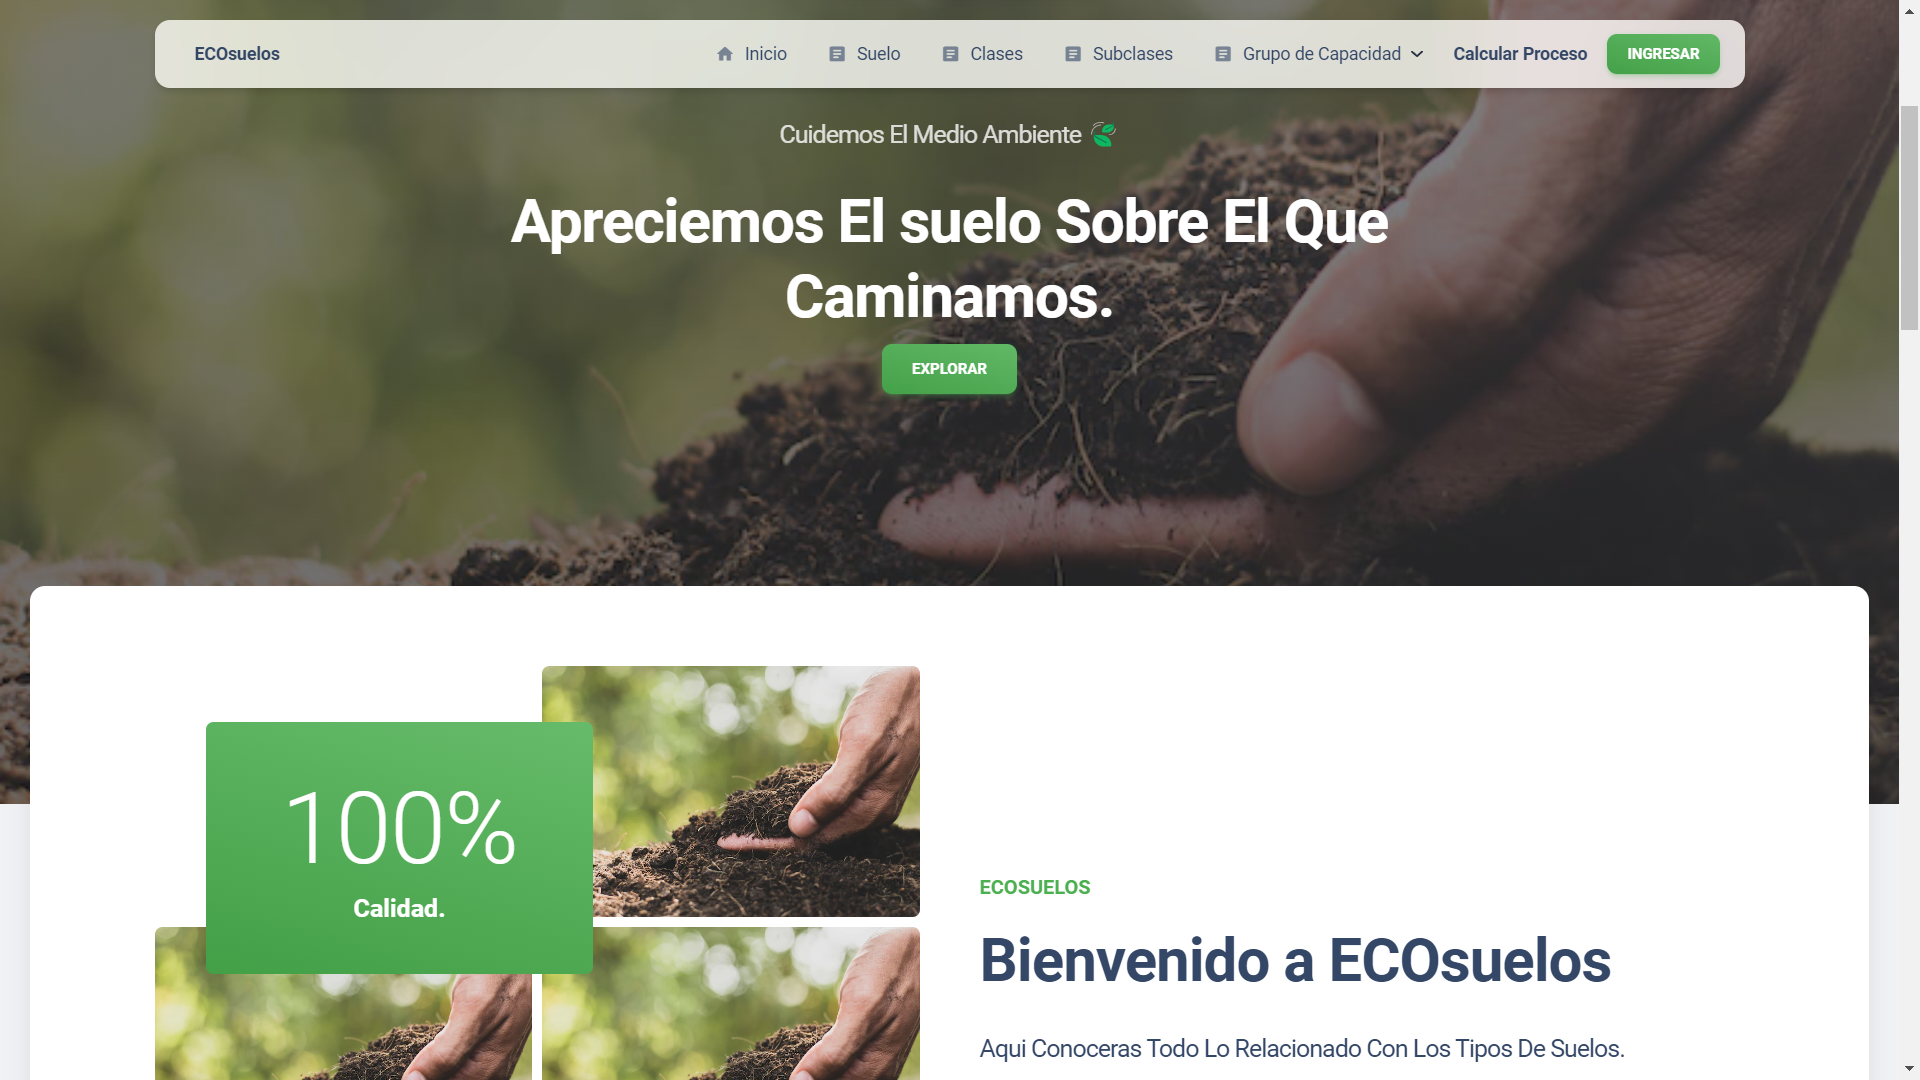 ECOsuelos
Inicio
Suelo
Clases
Subclases
Grupo de Capacidad
Calcular Proceso
INGRESAR
Cuidemos El Medio Ambiente
Apreciemos El suelo Sobre El Que
Caminamos.
EXPLORAR
100%
Calidad.
ECOSUELOS
Bienvenido a ECOsuelos
Aqui Conoceras Todo Lo Relacionado Con Los Tipos De Suelos.